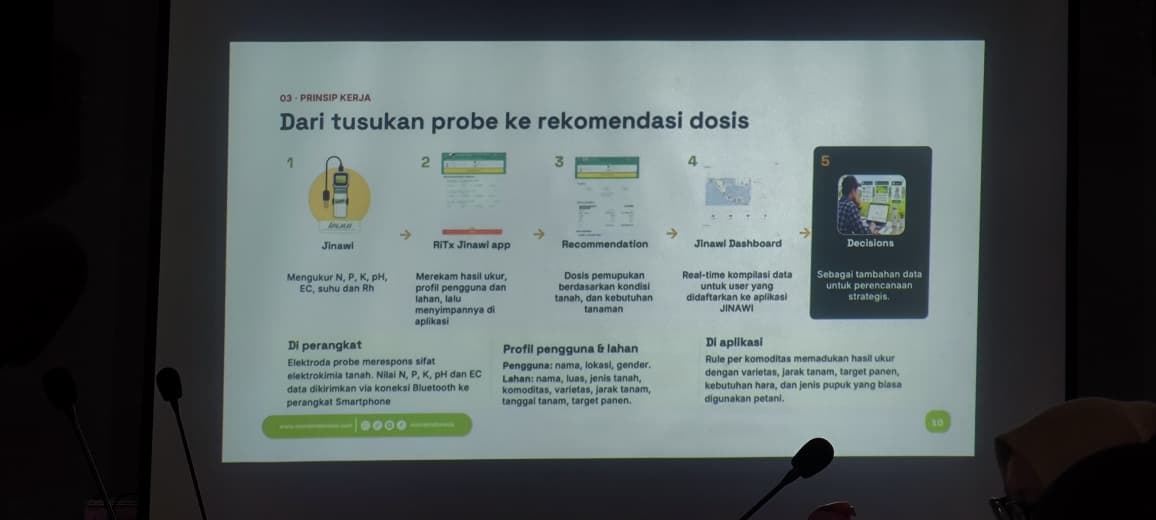 03 · PRINSIP KERJA
Dari tusukan probe ke rekomendasi dosis
1
Jinawi
Mengukur N, P, K, pH,
EC, suhu dan Rh
2
RiTx Jinawi app
Merekam hasil ukur,
profil pengguna dan
lahan, lalu
menyimpannya di
aplikasi
3
Recommendation
Dosis pemupukan
berdasarkan kondisi
tanah, dan kebutuhan
tanaman
4
Jinawi Dashboard
Real-time kompilasi data
untuk user yang
didaftarkan ke aplikasi
JINAWI
5
Decisions
Sebagai tambahan data
untuk perencanaan
strategis.
Di perangkat
Elektroda probe merespons sifat
elektrokimia tanah. Nilai N, P, K, pH dan EC
data dikirimkan via koneksi Bluetooth ke
perangkat Smartphone
Profil pengguna & lahan
Pengguna: nama, lokasi, gender.
Lahan: nama, luas, jenis tanah,
komoditas, varietas, jarak tanam,
tanggal tanam, target panen.
Di aplikasi
Rule per komoditas memadukan hasil ukur
dengan varietas, jarak tanam, target panen,
kebutuhan hara, dan jenis pupuk yang biasa
digunakan petani.
10